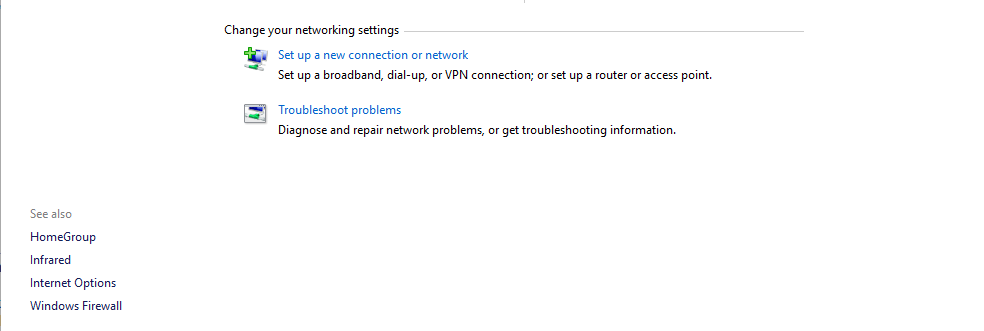 Change your networking settings
Set up a new connection or network
Set up a broadband, dial-up, or VPN connection; or set up a router or access point.
Troubleshoot problems
Diagnose and repair network problems, or get troubleshooting information.
See also
HomeGroup
Infrared
Internet Options
Windows Firewall